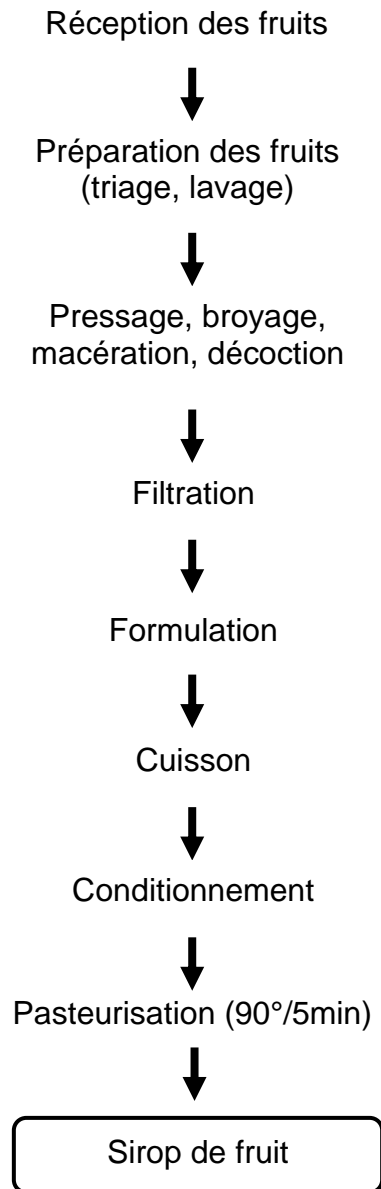 Réception des fruits
Préparation des fruits
(triage, lavage)
Pressage, broyage,
macération, décoction
Filtration
Formulation
Cuisson
Conditionnement
Pasteurisation (90°/5min)
Sirop de fruit